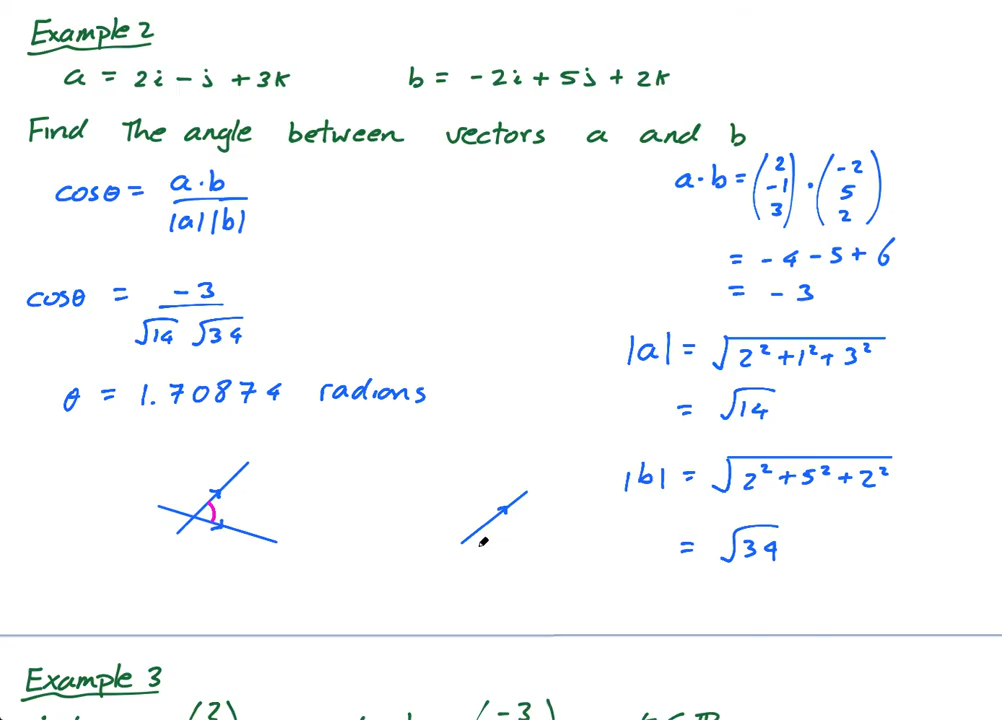 Example 2
a = 2i - j + 3k      b = -2i + 5j + 2k
Find the angle between vectors a and b
cosθ = a·b / |a||b|
cosθ = -3 / √14 √34
θ = 1.70874 radians
a·b = (2 -1 3) · (-2 5 2)
= -4 - 5 + 6
= -3
|a| = √2² + 1² + 3²
= √14
|b| = √2² + 5² + 2²
= √34
Example 3
(2      (-3)